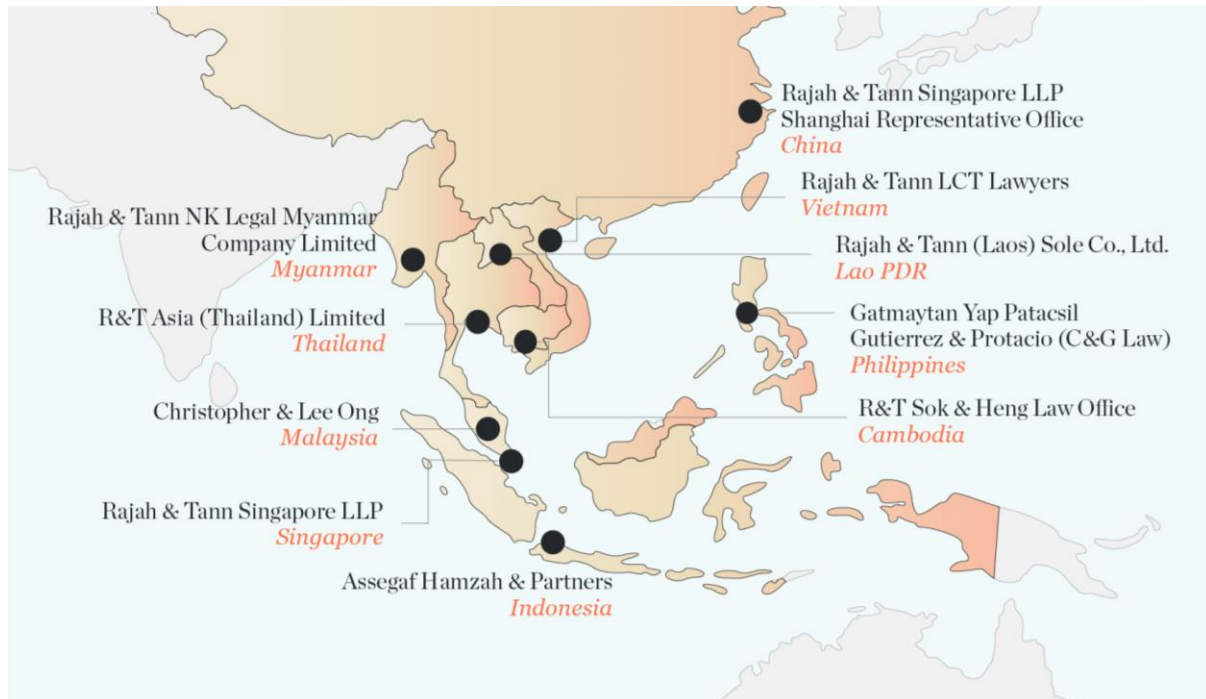 Rajah & Tann Singapore LLP
Shanghai Representative Office
China
Rajah & Tann LCT Lawyers
Vietnam
Rajah & Tann NK Legal Myanmar
Company Limited
Myanmar
Rajah & Tann (Laos) Sole Co., Ltd.
Lao PDR
R&T Asia (Thailand) Limited
Thailand
Gatmaytan Yap Patacsil
Gutierrez & Protacio (C&G Law)
Philippines
Christopher & Lee Ong
Malaysia
R&T Sok & Heng Law Office
Cambodia
Rajah & Tann Singapore LLP
Singapore
Assegaf Hamzah & Partners
Indonesia